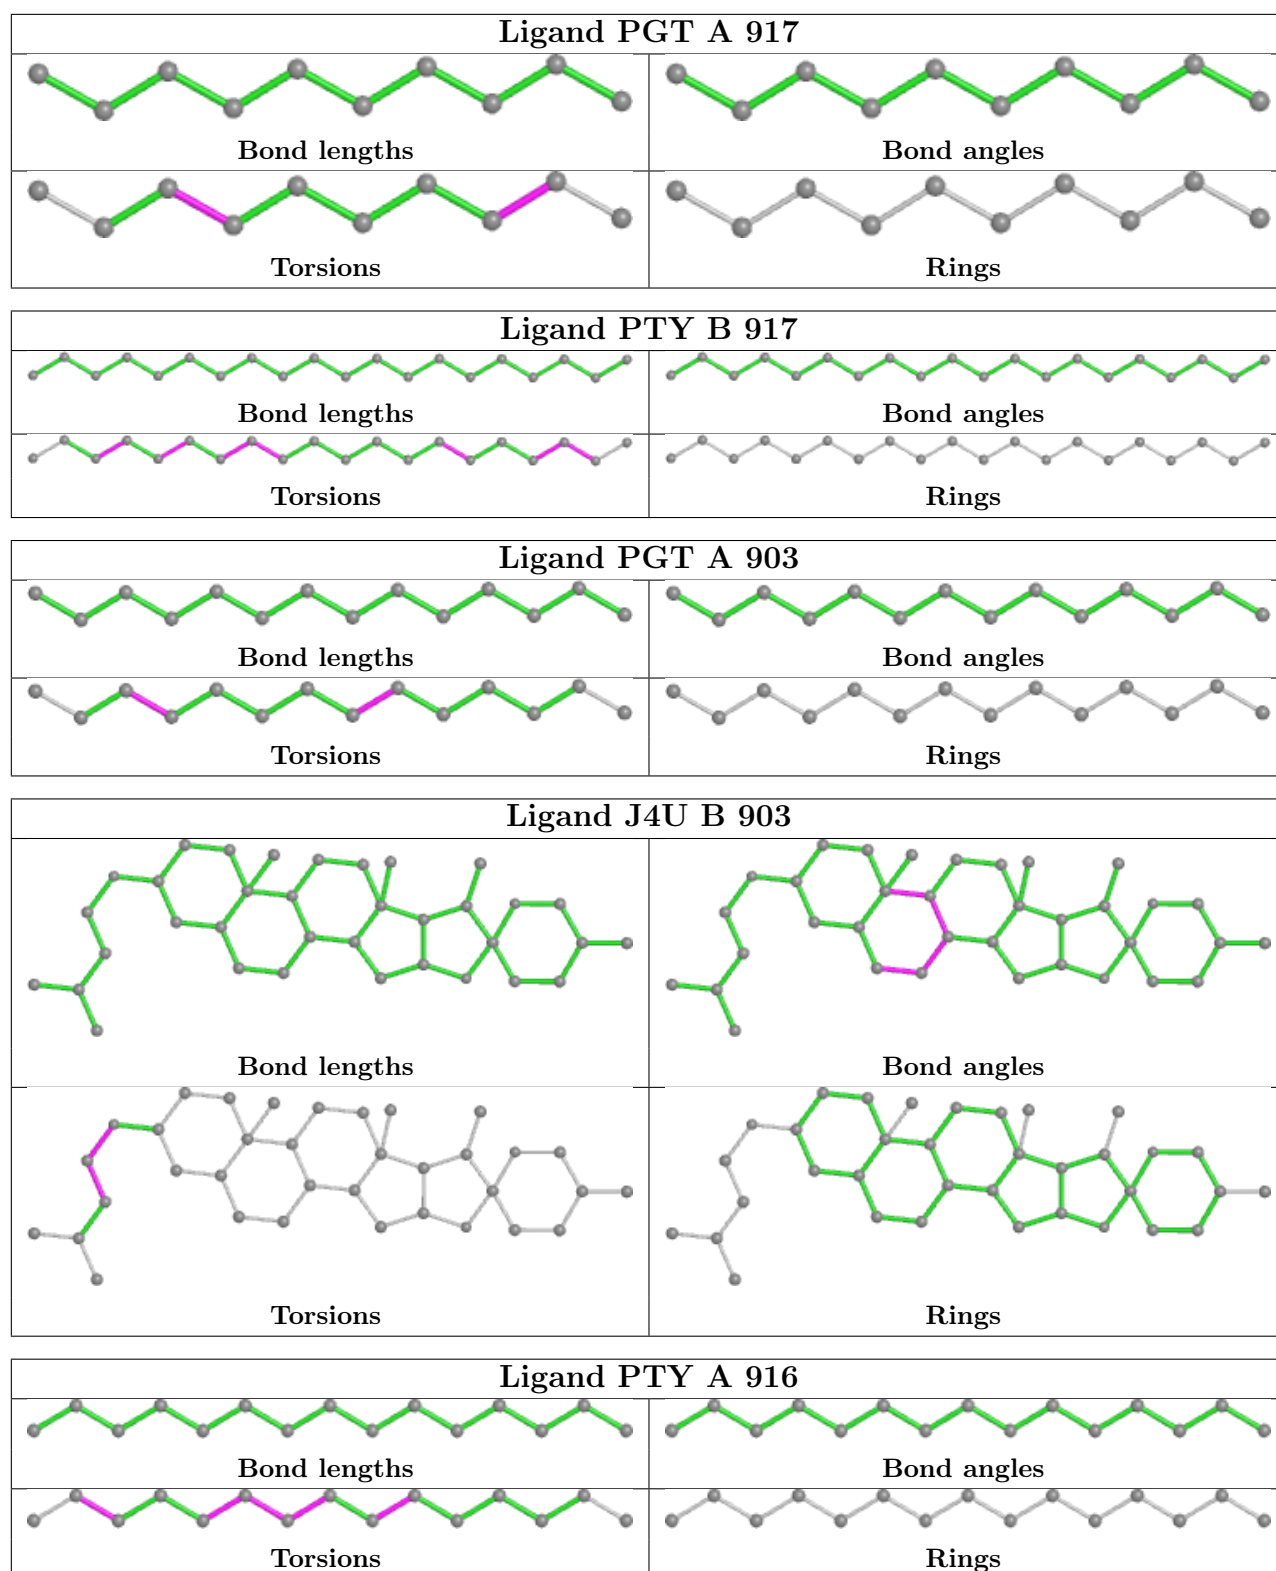 Ligand PGT A 917
Bond lengths
Bond angles
Torsions
Rings
Ligand PTY B 917
Bond lengths
Bond angles
Torsions
Rings
Ligand PGT A 903
Bond lengths
Bond angles
Torsions
Rings
Ligand J4U B 903
Bond lengths
Bond angles
Torsions
Rings
Ligand PTY A 916
Bond lengths
Bond angles
Torsions
Rings